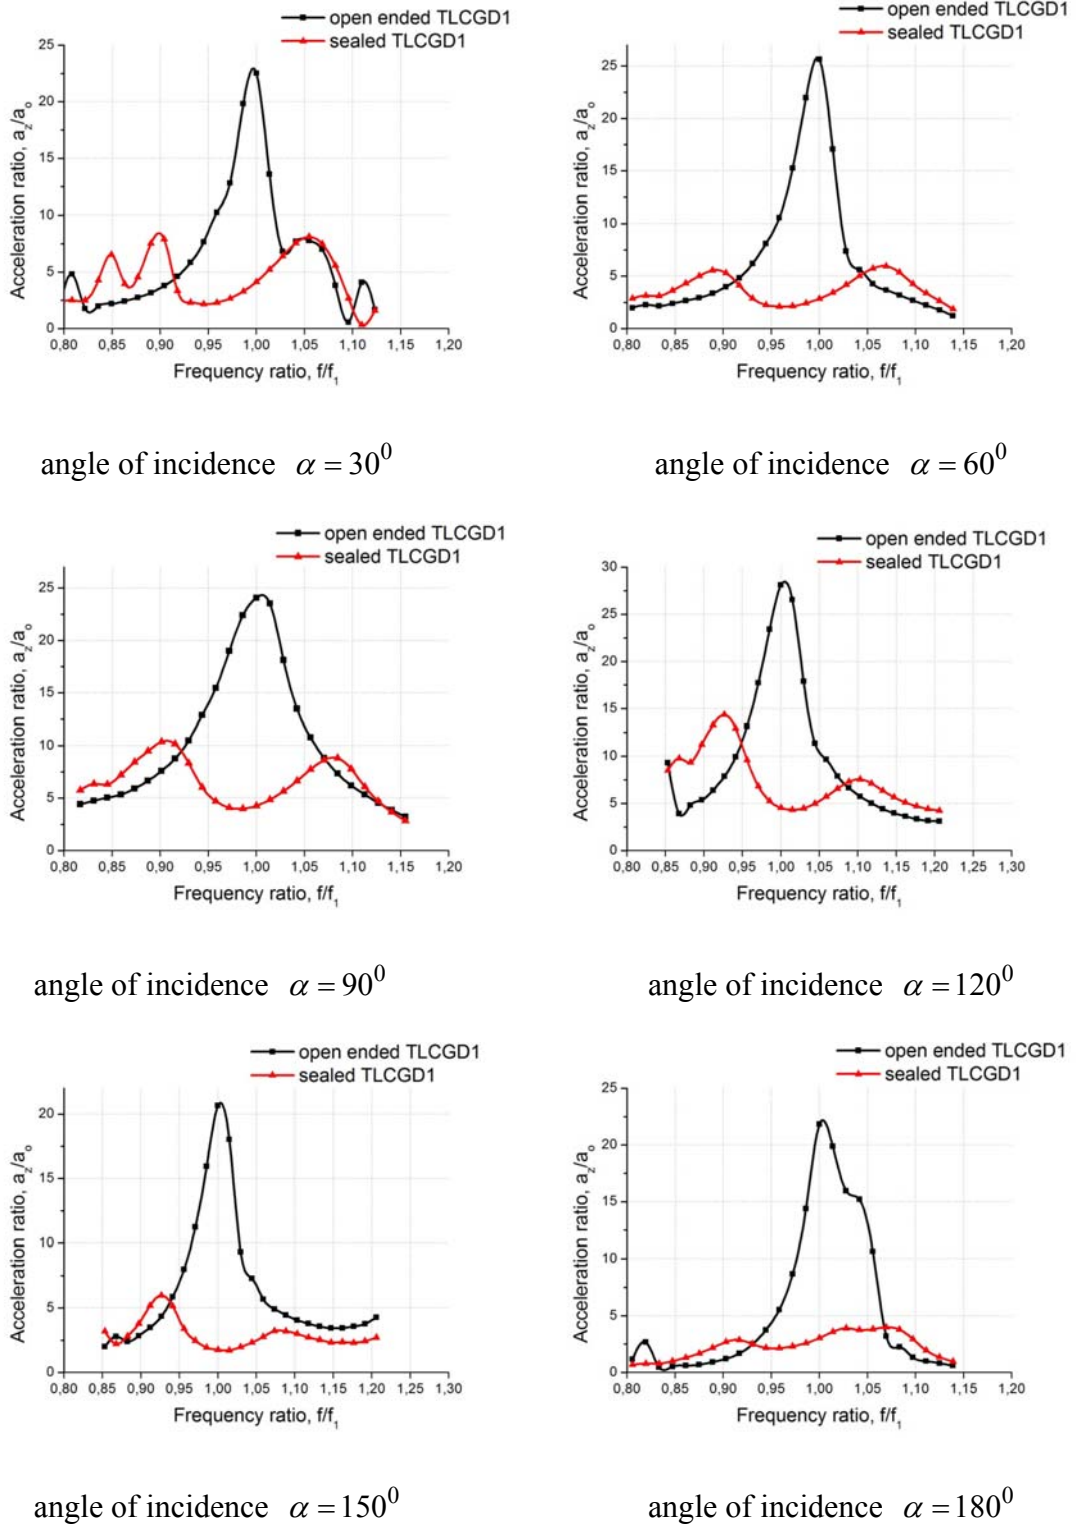 open ended TLCGD1
sealed TLCGD1
Acceleration ratio, a_z/a_o
25
20
15
10
5
0
0,80 0,85 0,90 0,95 1,00 1,05 1,10 1,15 1,20
Frequency ratio, f/f_1
angle of incidence α = 30⁰
open ended TLCGD1
sealed TLCGD1
Acceleration ratio, a_z/a_o
25
20
15
10
5
0
0,80 0,85 0,90 0,95 1,00 1,05 1,10 1,15 1,20
Frequency ratio, f/f_1
angle of incidence α = 60⁰
open ended TLCGD1
sealed TLCGD1
Acceleration ratio, a_z/a_o
25
20
15
10
5
0
0,80 0,85 0,90 0,95 1,00 1,05 1,10 1,15 1,20
Frequency ratio, f/f_1
angle of incidence α = 90⁰
open ended TLCGD1
sealed TLCGD1
Acceleration ratio, a_z/a_o
30
25
20
15
10
5
0
0,80 0,85 0,90 0,95 1,00 1,05 1,10 1,15 1,20 1,25 1,30
Frequency ratio, f/f_1
angle of incidence α = 120⁰
open ended TLCGD1
sealed TLCGD1
Acceleration ratio, a_z/a_o
20
15
10
5
0
0,80 0,85 0,90 0,95 1,00 1,05 1,10 1,15 1,20 1,25 1,30
Frequency ratio, f/f_1
angle of incidence α = 150⁰
open ended TLCGD1
sealed TLCGD1
Acceleration ratio, a_z/a_o
25
20
15
10
5
0
0,80 0,85 0,90 0,95 1,00 1,05 1,10 1,15 1,20
Frequency ratio, f/f_1
angle of incidence α = 180⁰